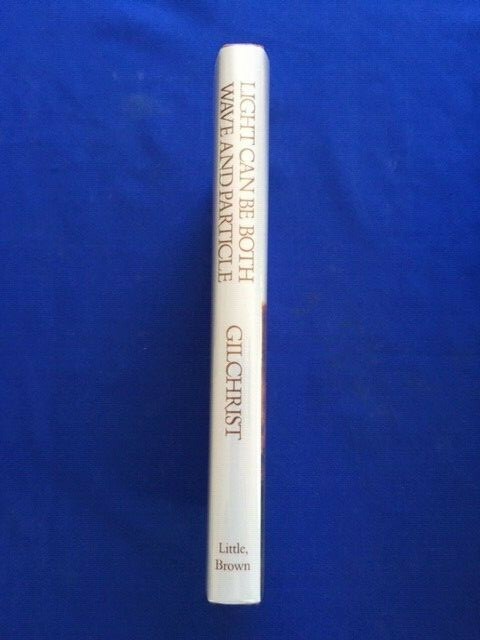 LIGHT CAN BE BOTH
WAVE AND PARTICLE
GILCHRIST
Little,
Brown